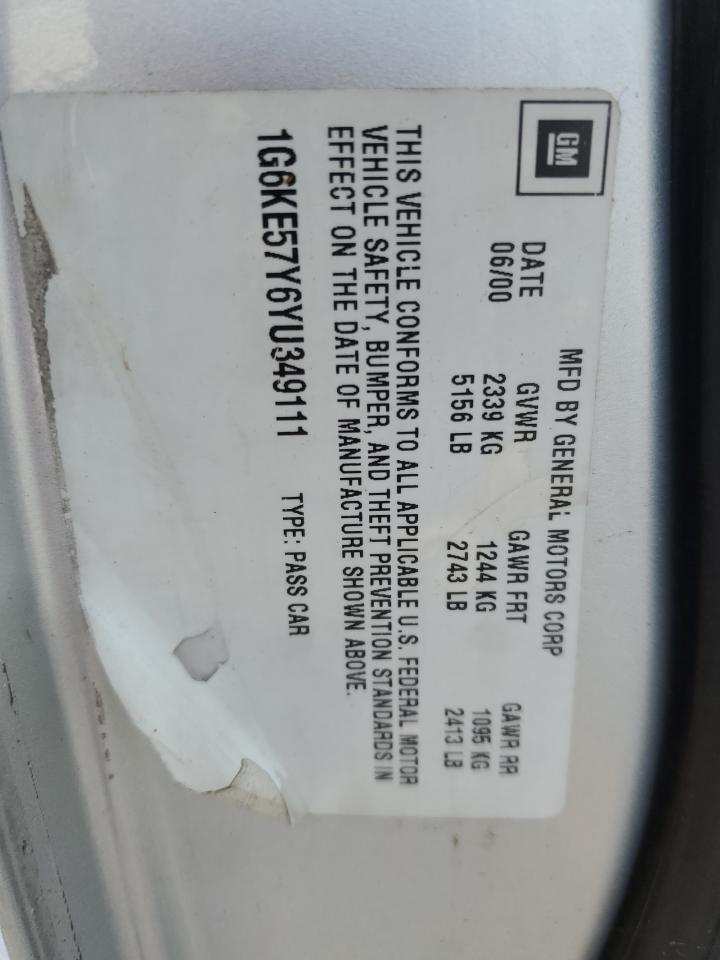 GM
MFD BY GENERAL MOTORS CORP
DATE GVWR GAWR FRT GAWR RR
06/00 2339 KG 1244 KG 1095 KG
5156 LB 2743 LB 2413 LB
THIS VEHICLE CONFORMS TO ALL APPLICABLE U.S. FEDERAL MOTOR
VEHICLE SAFETY, BUMPER, AND THEFT PREVENTION STANDARDS IN
EFFECT ON THE DATE OF MANUFACTURE SHOWN ABOVE.
1G6KE57Y6YU349111 TYPE: PASS CAR